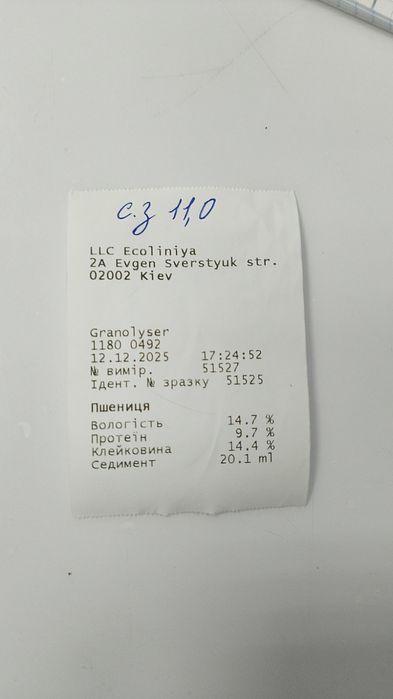 с.з 11,0
LLC Ecoliniya
2A Evgen Sverstyuk str.
02002 Kiev
Granolyser
1180 0492
12.12.2025 17:24:52
№ вимір. 51527
Ідент. № зразку 51525
Пшениця
Вологість 14.7 %
Протеїн 9.7 %
Клейковина 14.4 %
Седимент 20.1 ml